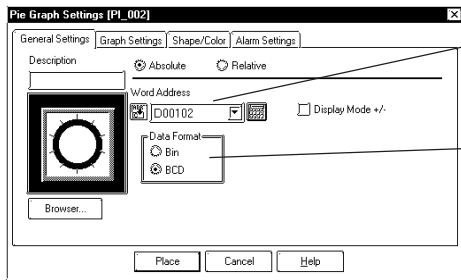 Pie Graph Settings [PI_002]
General Settings Graph Settings Shape/Color Alarm Settings
Description
Absolute Relative
Word Address
D00102
Display Mode +/-
Data Format
Bin
BCD
Browser...
Place Cancel Help